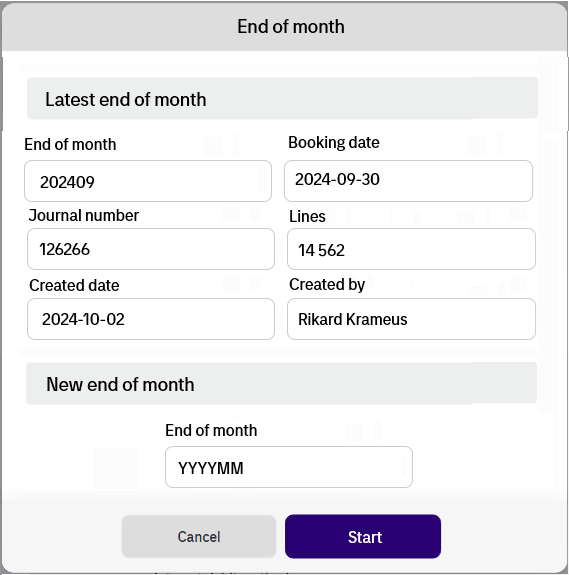 End of month
Latest end of month
End of month Booking date
202409 2024-09-30
Journal number Lines
126266 14 562
Created date Created by
2024-10-02 Rikard Krameus
New end of month
End of month
YYYYMM
Cancel Start